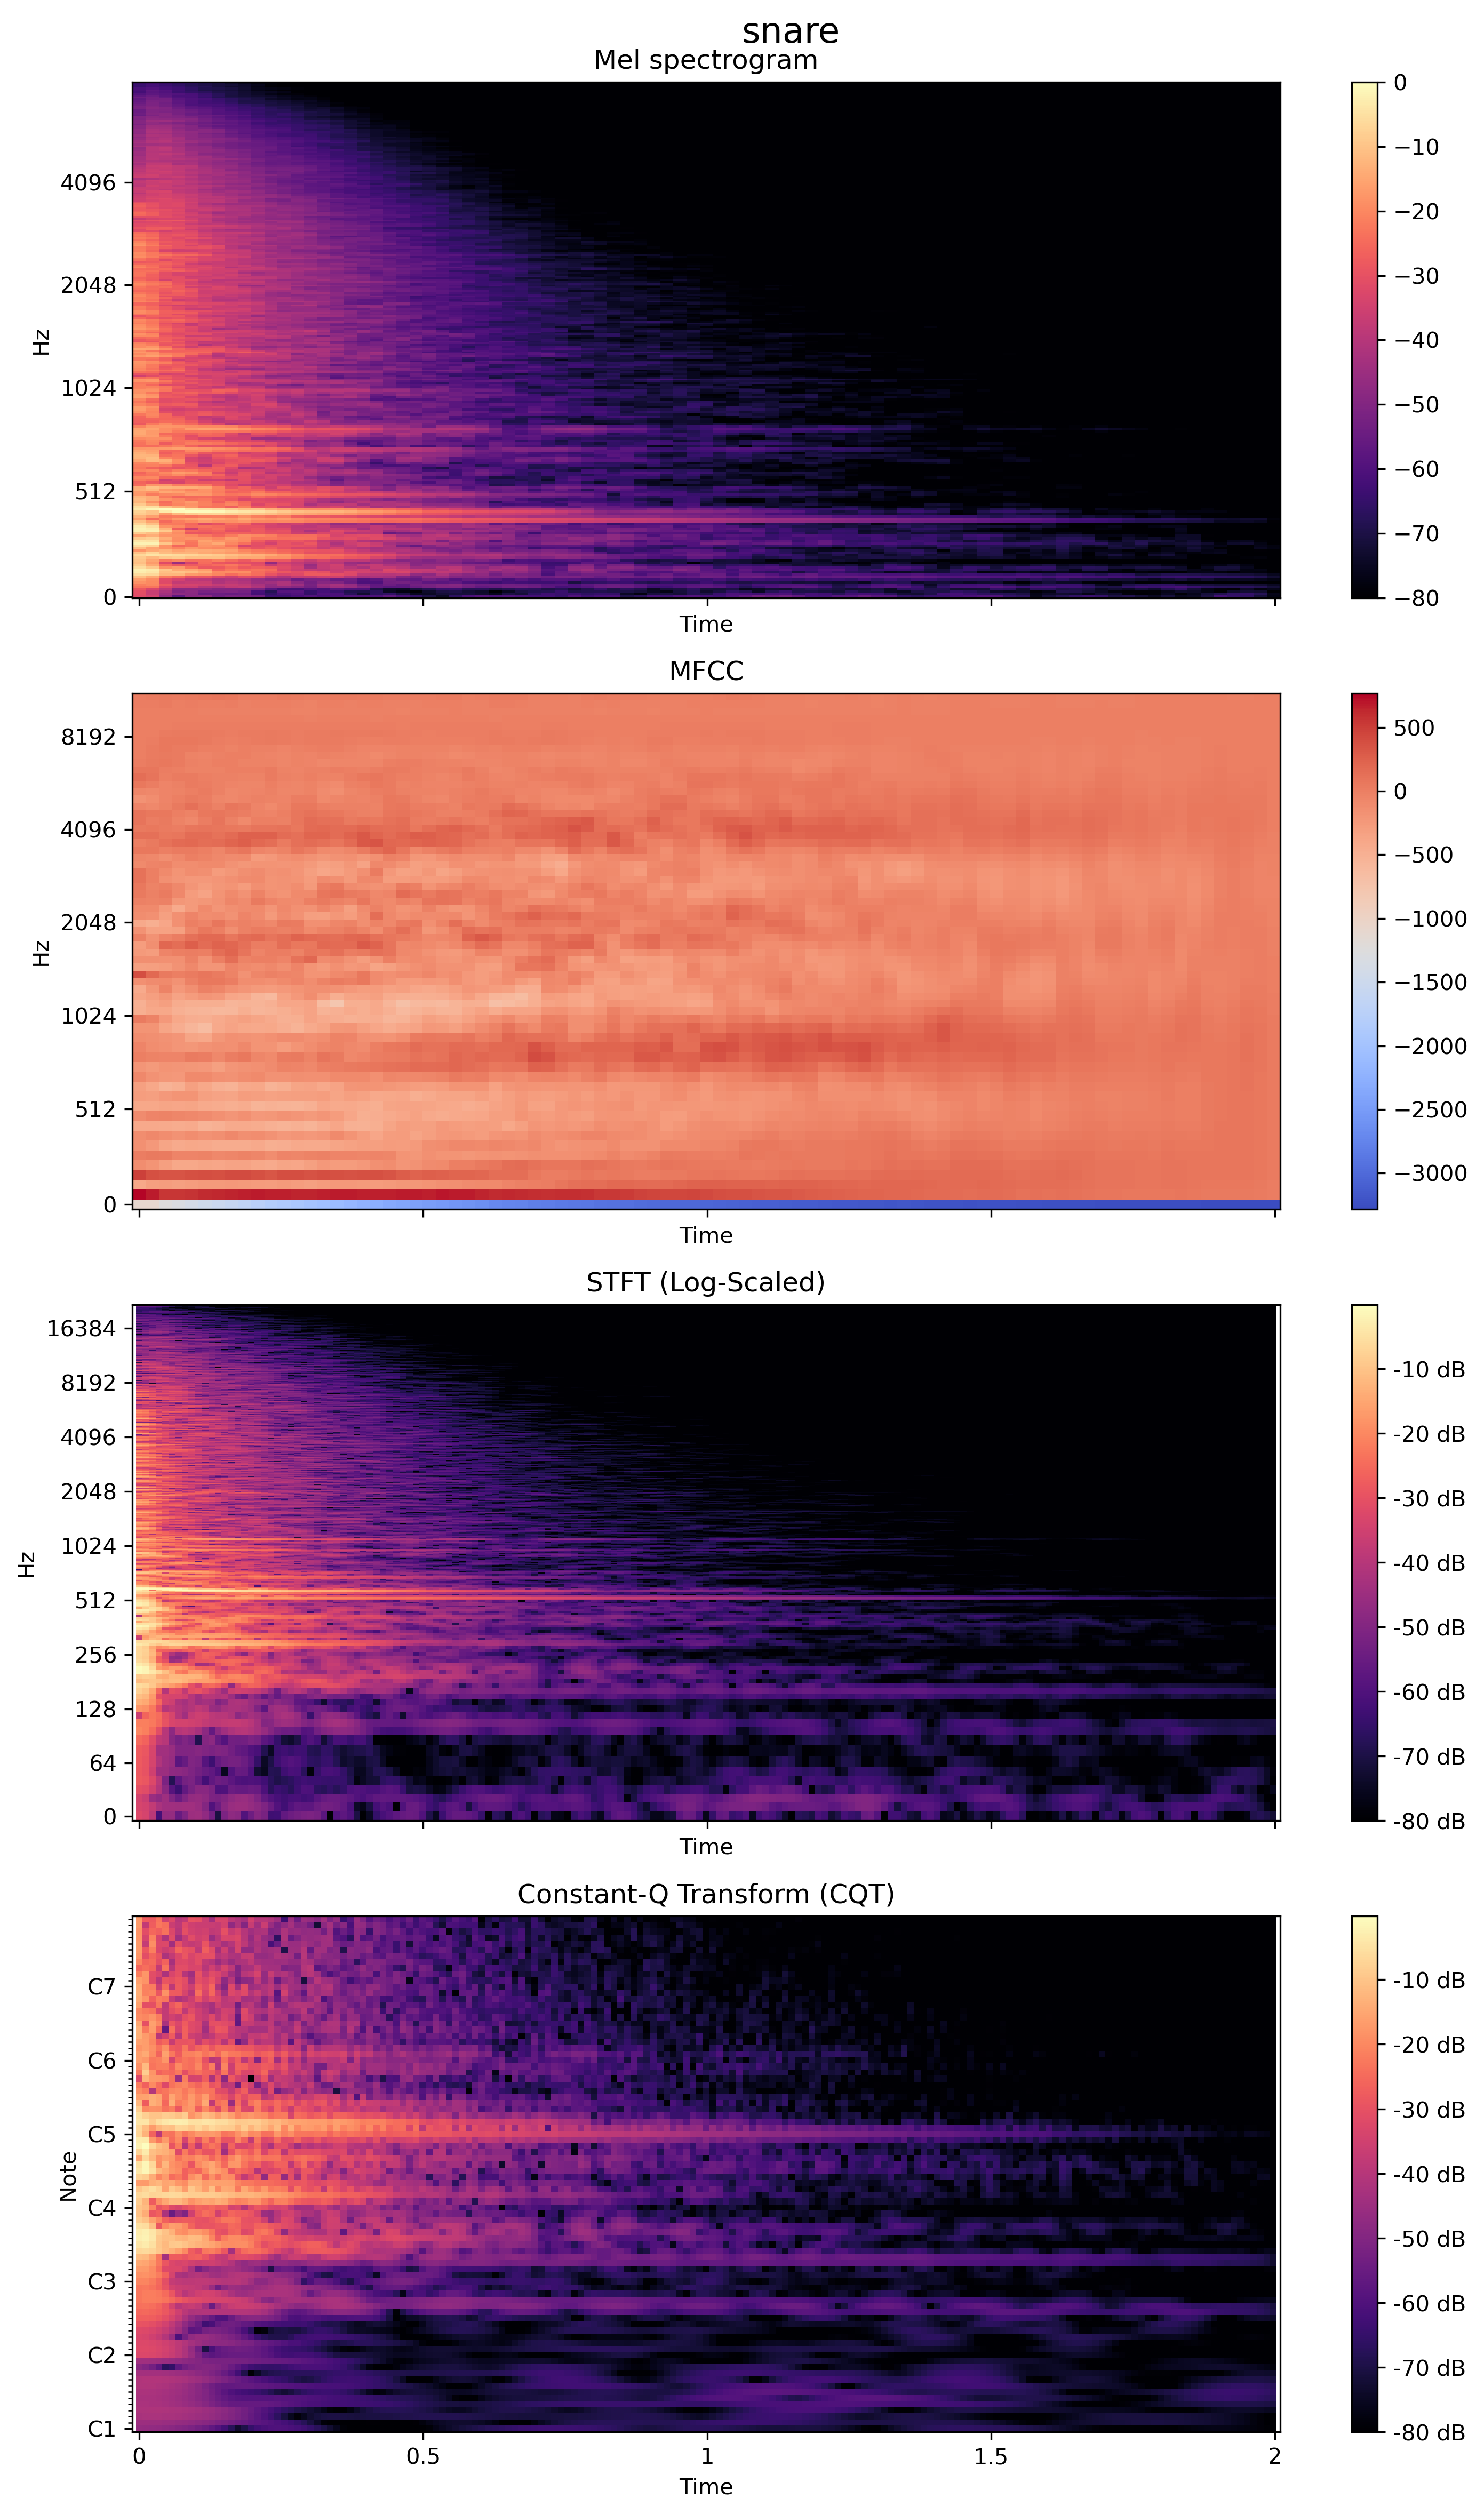 snare
Mel spectrogram
0
−10
4096
−20
2048
−30
Hz
−40
1024
−50
512
−60
−70
0
−80
Time
MFCC
8192
500
0
4096
−500
2048
−1000
Hz
−1500
1024
−2000
512
−2500
−3000
0
Time
STFT (Log-Scaled)
16384
-10 dB
8192
-20 dB
4096
-30 dB
2048
1024
-40 dB
Hz
512
-50 dB
256
-60 dB
128
64
-70 dB
0
-80 dB
Time
Constant-Q Transform (CQT)
C7
-10 dB
C6
-20 dB
C5
-30 dB
Note
-40 dB
C4
-50 dB
C3
-60 dB
C2
-70 dB
C1
-80 dB
0 0.5 1 1.5 2
Time